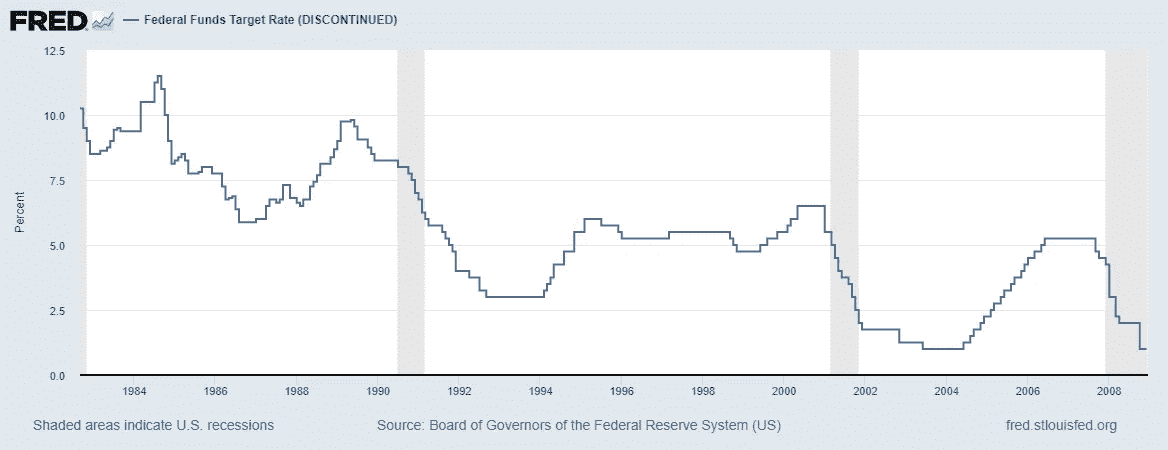 FRED — Federal Funds Target Rate (DISCONTINUED)
12.5
10.0
7.5
5.0
2.5
0.0
Percent
1984 1986 1988 1990 1992 1994 1996 1998 2000 2002 2004 2006 2008
Shaded areas indicate U.S. recessions Source: Board of Governors of the Federal Reserve System (US) fred.stlouisfed.org